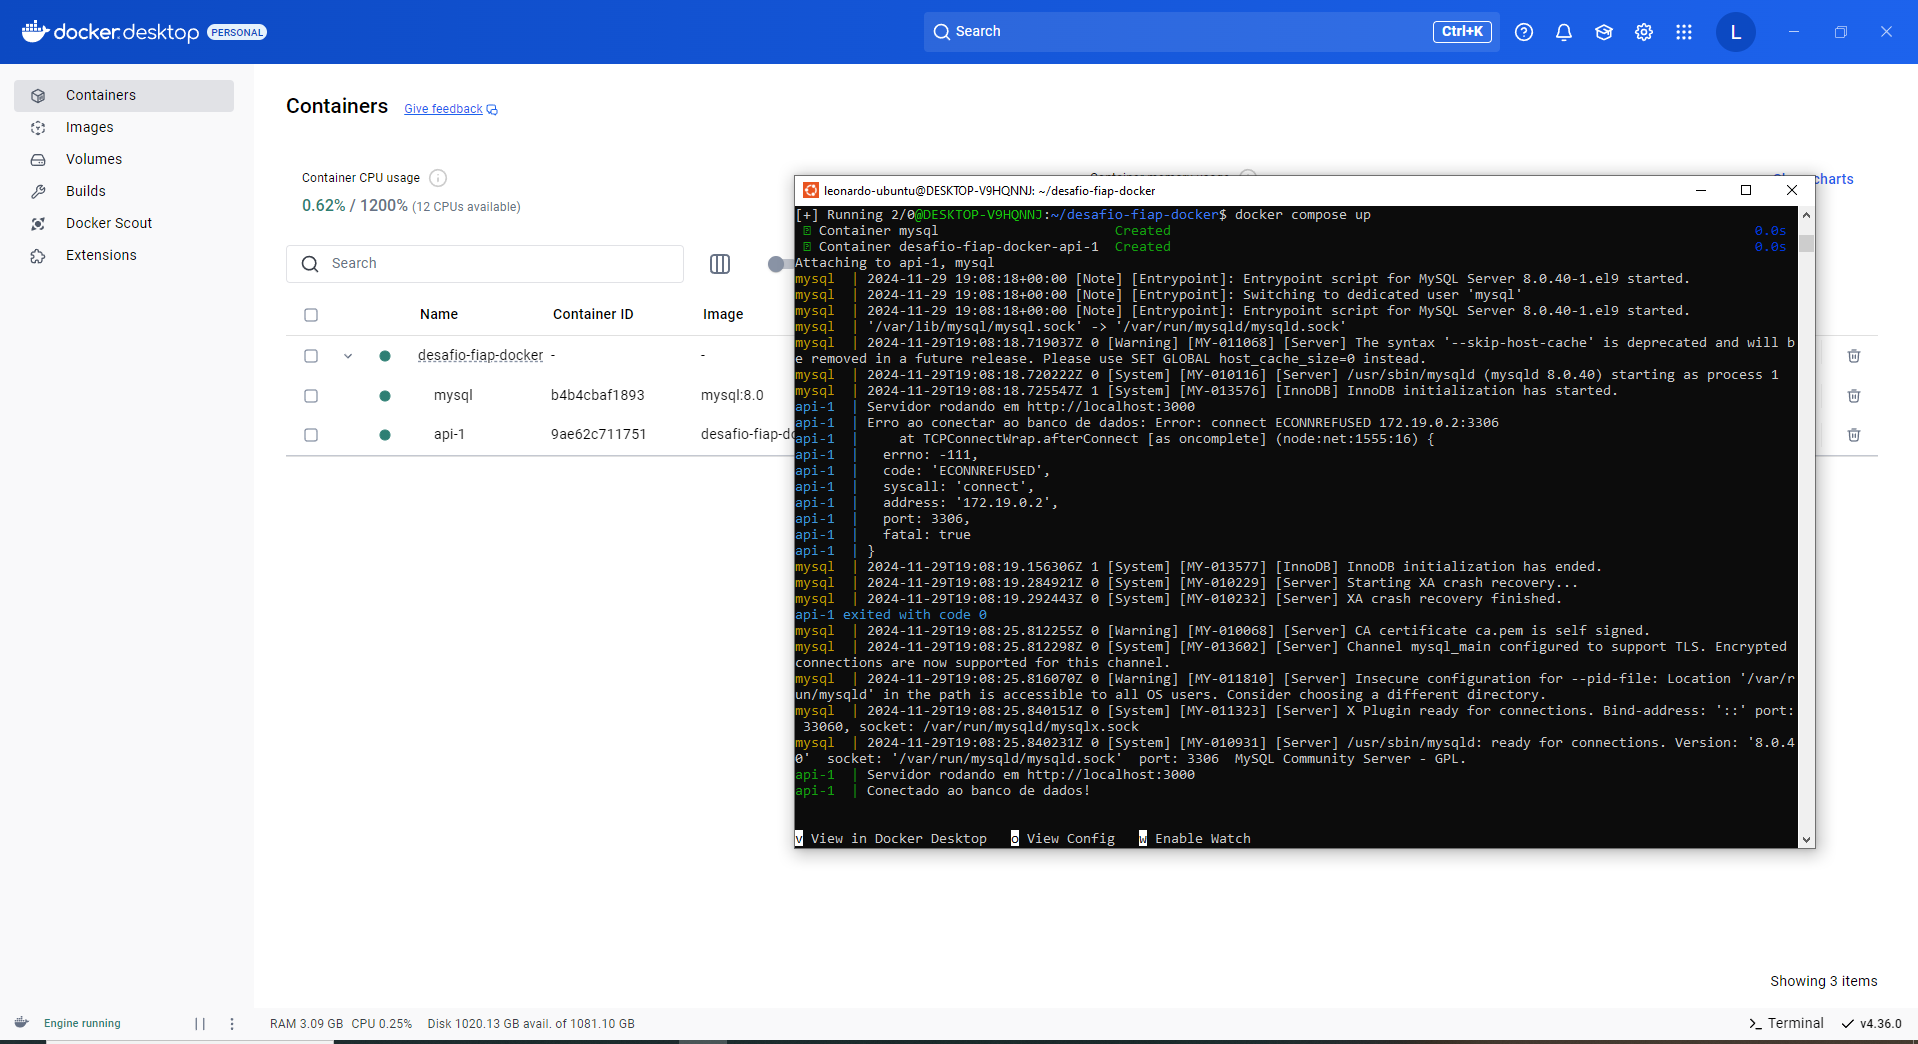 docker.desktop PERSONAL
Search Ctrl+K
L
Containers
Images
Volumes
Builds
Docker Scout
Extensions
Containers Give feedback
Container CPU usage
0.62% / 1200% (12 CPUs available)
charts
Search
Name Container ID Image
desafio-fiap-docker - -
mysql b4b4cbaf1893 mysql:8.0
api-1 9ae62c711751 desafio-fiap-do
leonardo-ubuntu@DESKTOP-V9HQNNJ: ~/desafio-fiap-docker
[+] Running 2/0@DESKTOP-V9HQNNJ:~/desafio-fiap-docker$ docker compose up
Container mysql Created 0.0s
Container desafio-fiap-docker-api-1 Created 0.0s
Attaching to api-1, mysql
mysql | 2024-11-29 19:08:18+00:00 [Note] [Entrypoint]: Entrypoint script for MySQL Server 8.0.40-1.el9 started.
mysql | 2024-11-29 19:08:18+00:00 [Note] [Entrypoint]: Switching to dedicated user 'mysql'
mysql | 2024-11-29 19:08:18+00:00 [Note] [Entrypoint]: Entrypoint script for MySQL Server 8.0.40-1.el9 started.
mysql | '/var/lib/mysql/mysql.sock' -> '/var/run/mysqld/mysqld.sock'
mysql | 2024-11-29T19:08:18.719037Z 0 [Warning] [MY-011068] [Server] The syntax '--skip-host-cache' is deprecated and will b
e removed in a future release. Please use SET GLOBAL host_cache_size=0 instead.
mysql | 2024-11-29T19:08:18.720222Z 0 [System] [MY-010116] [Server] /usr/sbin/mysqld (mysqld 8.0.40) starting as process 1
mysql | 2024-11-29T19:08:18.725547Z 1 [System] [MY-013576] [InnoDB] InnoDB initialization has started.
api-1 | Servidor rodando em http://localhost:3000
api-1 | Erro ao conectar ao banco de dados: Error: connect ECONNREFUSED 172.19.0.2:3306
api-1 | at TCPConnectWrap.afterConnect [as oncomplete] (node:net:1555:16) {
api-1 | errno: -111,
api-1 | code: 'ECONNREFUSED',
api-1 | syscall: 'connect',
api-1 | address: '172.19.0.2',
api-1 | port: 3306,
api-1 | fatal: true
api-1 | }
mysql | 2024-11-29T19:08:19.156306Z 1 [System] [MY-013577] [InnoDB] InnoDB initialization has ended.
mysql | 2024-11-29T19:08:19.284921Z 0 [System] [MY-010229] [Server] Starting XA crash recovery...
mysql | 2024-11-29T19:08:19.292443Z 0 [System] [MY-010232] [Server] XA crash recovery finished.
api-1 exited with code 0
mysql | 2024-11-29T19:08:25.812255Z 0 [Warning] [MY-010068] [Server] CA certificate ca.pem is self signed.
mysql | 2024-11-29T19:08:25.812298Z 0 [System] [MY-013602] [Server] Channel mysql_main configured to support TLS. Encrypted
connections are now supported for this channel.
mysql | 2024-11-29T19:08:25.816070Z 0 [Warning] [MY-011810] [Server] Insecure configuration for --pid-file: Location '/var/r
un/mysqld' in the path is accessible to all OS users. Consider choosing a different directory.
mysql | 2024-11-29T19:08:25.840151Z 0 [System] [MY-011323] [Server] X Plugin ready for connections. Bind-address: '::' port:
33060, socket: /var/run/mysqld/mysqlx.sock
mysql | 2024-11-29T19:08:25.840231Z 0 [System] [MY-010931] [Server] /usr/sbin/mysqld: ready for connections. Version: '8.0.4
0' socket: '/var/run/mysqld/mysqld.sock' port: 3306 MySQL Community Server - GPL.
api-1 | Servidor rodando em http://localhost:3000
api-1 | Conectado ao banco de dados!
v View in Docker Desktop o View Config w Enable Watch
Showing 3 items
Engine running RAM 3.09 GB CPU 0.25% Disk 1020.13 GB avail. of 1081.10 GB >_ Terminal v4.36.0